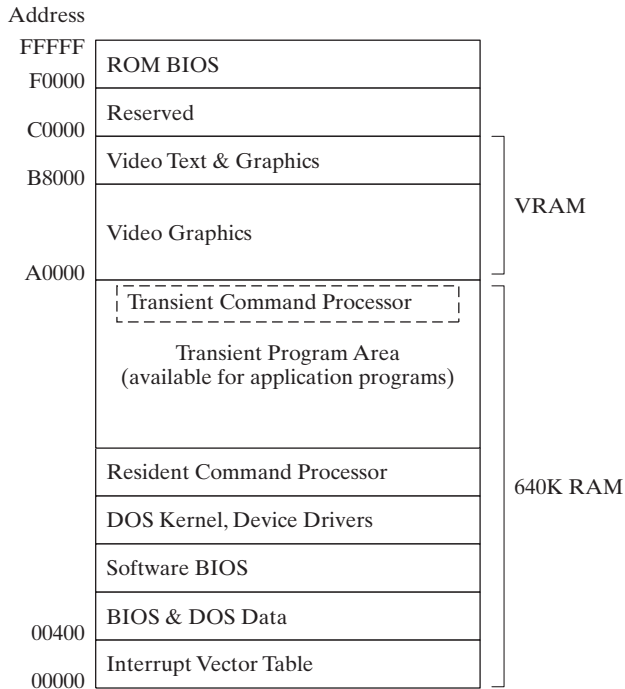 Address
FFFFF
ROM BIOS
F0000
Reserved
C0000
Video Text & Graphics
B8000
VRAM
Video Graphics
A0000
Transient Command Processor
Transient Program Area
(available for application programs)
Resident Command Processor
640K RAM
DOS Kernel, Device Drivers
Software BIOS
BIOS & DOS Data
00400
Interrupt Vector Table
00000